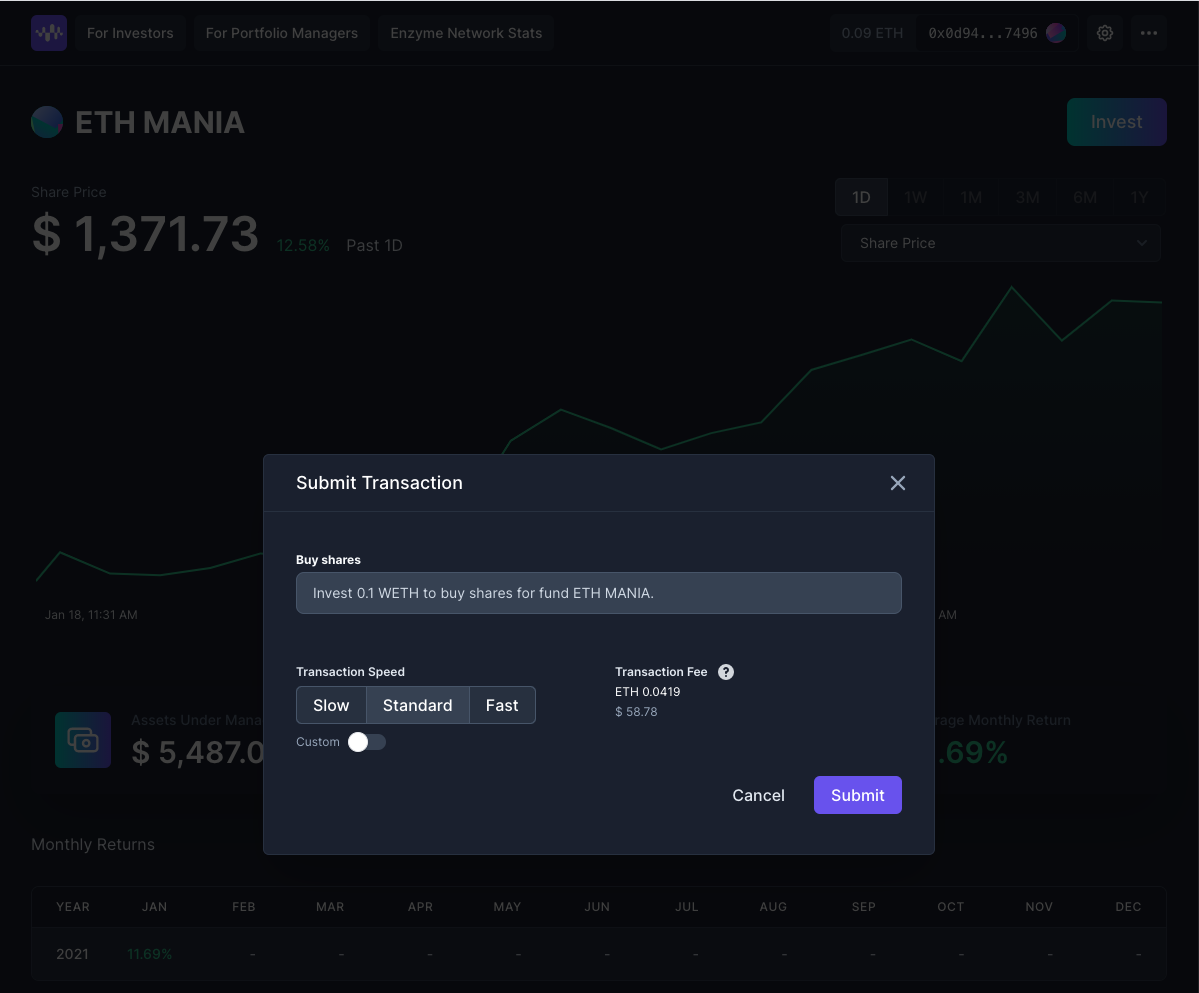 For Investors
For Portfolio Managers
Enzyme Network Stats
0.09 ETH
0x0d94...7496
ETH MANIA
Invest
Share Price
$ 1,371.73
12.58%
Past 1D
1D 1W 1M 3M 6M 1Y
Share Price
Submit Transaction
Buy shares
Invest 0.1 WETH to buy shares for fund ETH MANIA.
Jan 18, 11:31 AM
AM
Transaction Speed
Slow Standard Fast
Custom
Transaction Fee ?
ETH 0.0419
$ 58.78
Cancel
Submit
Assets Under Mana
$ 5,487.0
rage Monthly Return
.69%
Monthly Returns
YEAR JAN FEB MAR APR MAY JUN JUL AUG SEP OCT NOV DEC
2021 11.69% - - - - - - - - - - -